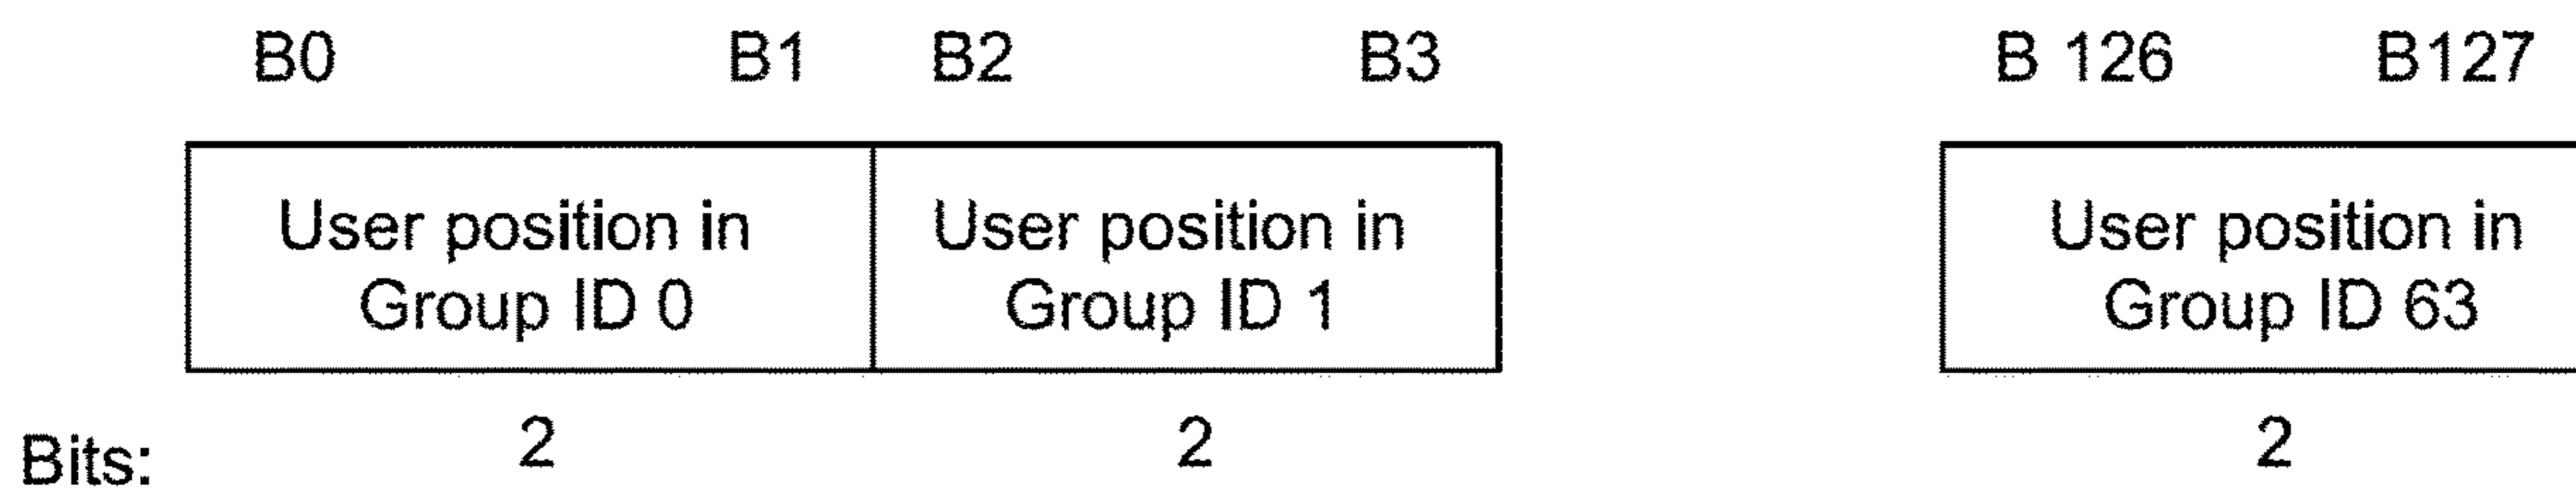 B0 B1 B2 B3 B 126 B127
User position in User position in User position in
Group ID 0 Group ID 1 Group ID 63
Bits: 2 2 2